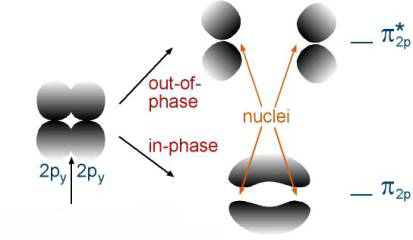 π*2p
out-of-
phase
nuclei
in-phase
2py 2py
π2p